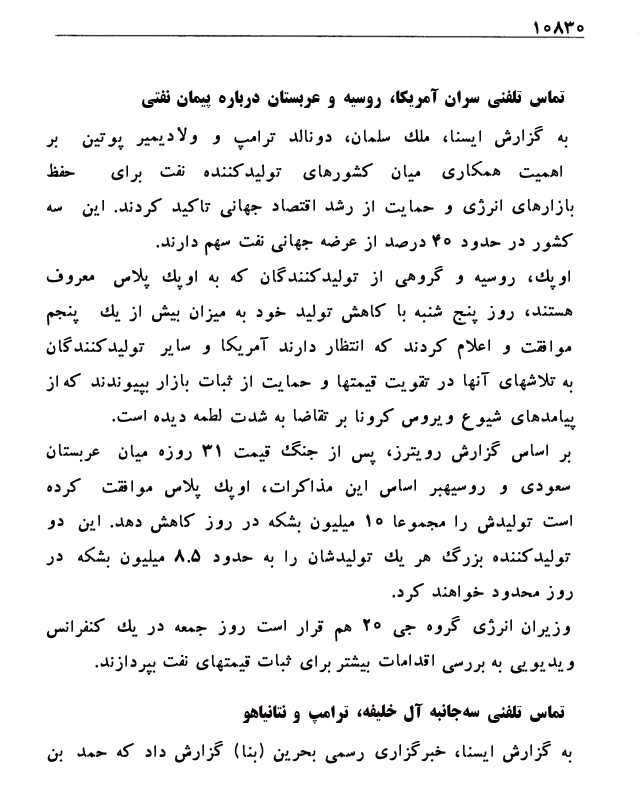 ۱۰۸۳۰
تماس تلفنی سران آمریکا، روسیه و عربستان درباره پیمان نفتی
به گزارش ایسنا، ملك سلمان، دونالد ترامپ و ولادیمیر پوتین بر
اهمیت همکاری میان کشورهای تولیدکننده نفت برای حفظ
بازارهای انرژی و حمایت از رشد اقتصاد جهانی تاکید کردند. این سه
کشور در حدود ۴۰ درصد از عرضه جهانی نفت سهم دارند.
اوپك، روسیه و گروهی از تولیدکنندگان که به اوپك پلاس معروف
هستند، روز پنج شنبه با کاهش تولید خود به میزان بیش از یك پنجم
موافقت و اعلام کردند که انتظار دارند آمریکا و سایر تولیدکنندگان
به تلاشهای آنها در تقویت قیمتها و حمایت از ثبات بازار بپیوندند که از
پیامدهای شیوع ویروس کرونا بر تقاضا به شدت لطمه دیده است.
بر اساس گزارش رویترز، پس از جنگ قیمت ۳۱ روزه میان عربستان
سعودی و روسیهبر اساس این مذاکرات، اوپك پلاس موافقت کرده
است تولیدش را مجموعا ۱۰ میلیون بشکه در روز کاهش دهد. این دو
تولیدکننده بزرگ هر یك تولیدشان را به حدود ۸.۵ میلیون بشکه در
روز محدود خواهند کرد.
وزیران انرژی گروه جی ۲۰ هم قرار است روز جمعه در یك کنفرانس
ویدیویی به بررسی اقدامات بیشتر برای ثبات قیمتهای نفت بپردازند.
تماس تلفنی سه‌جانبه آل خلیفه، ترامپ و نتانیاهو
به گزارش ایسنا، خبرگزاری رسمی بحرین (بنا) گزارش داد که حمد بن